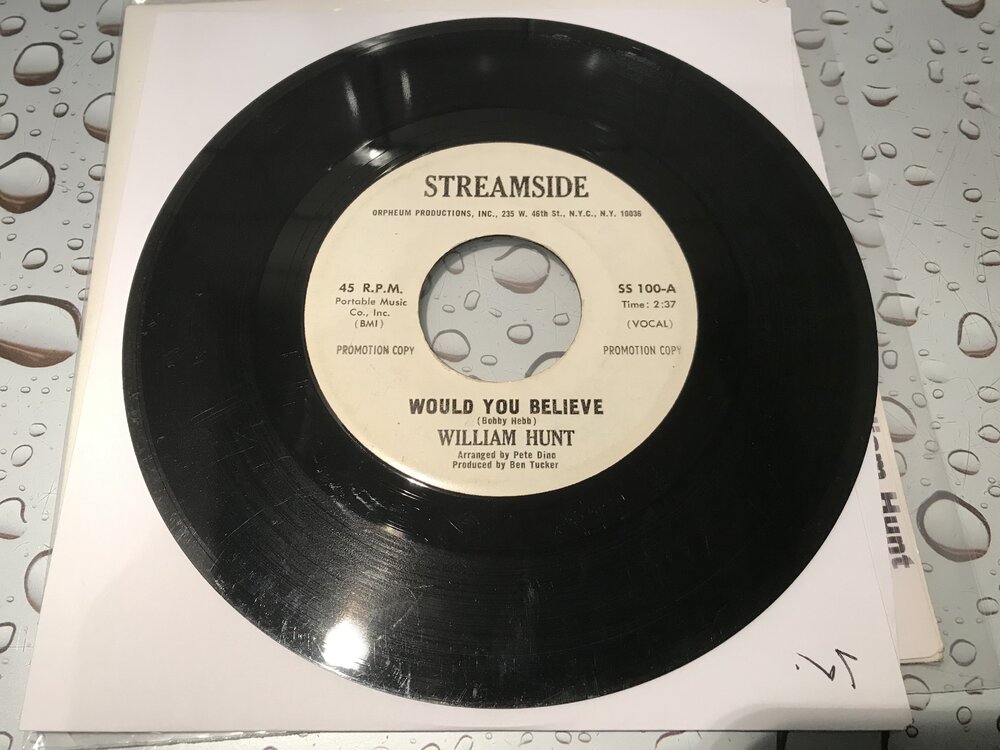 STREAMSIDE
ORPHEUM PRODUCTIONS, INC., 235 W. 46th St., N.Y.C., N.Y. 10036
45 R.P.M.
Portable Music
Co., Inc.
(BMI)
PROMOTION COPY
SS 100-A
Time: 2:37
(VOCAL)
PROMOTION COPY
WOULD YOU BELIEVE
(Bobby Hebb)
WILLIAM HUNT
Arranged by Pete Dino
Produced by Ben Tucker
Hunt